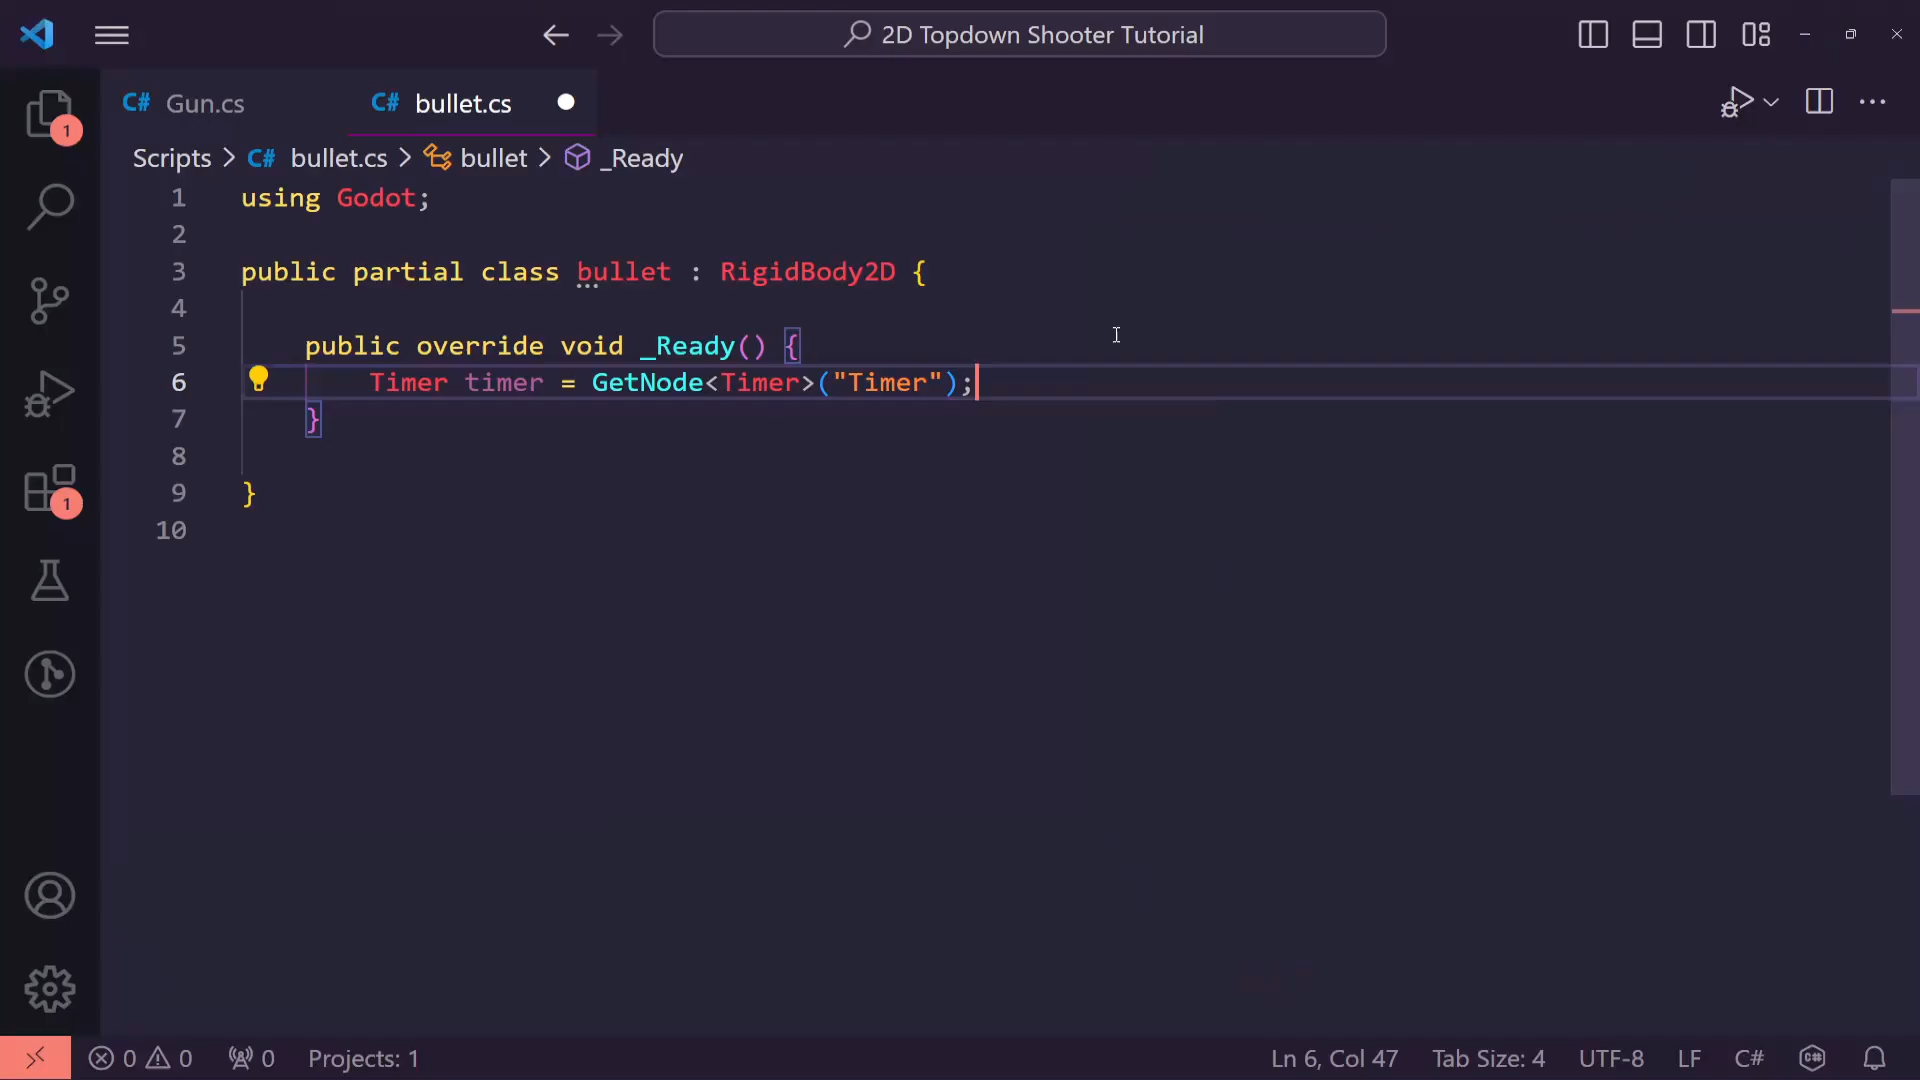 2D Topdown Shooter Tutorial
C# Gun.cs
C# bullet.cs
1
Scripts > C# bullet.cs > bullet > _Ready
1 using Godot;
2
3 public partial class bullet : RigidBody2D {
4
5 public override void _Ready() {
6 Timer timer = GetNode<Timer>("Timer");
7 }
8
9 }
10
1
0 0 0 Projects: 1 Ln 6, Col 47 Tab Size: 4 UTF-8 LF C#